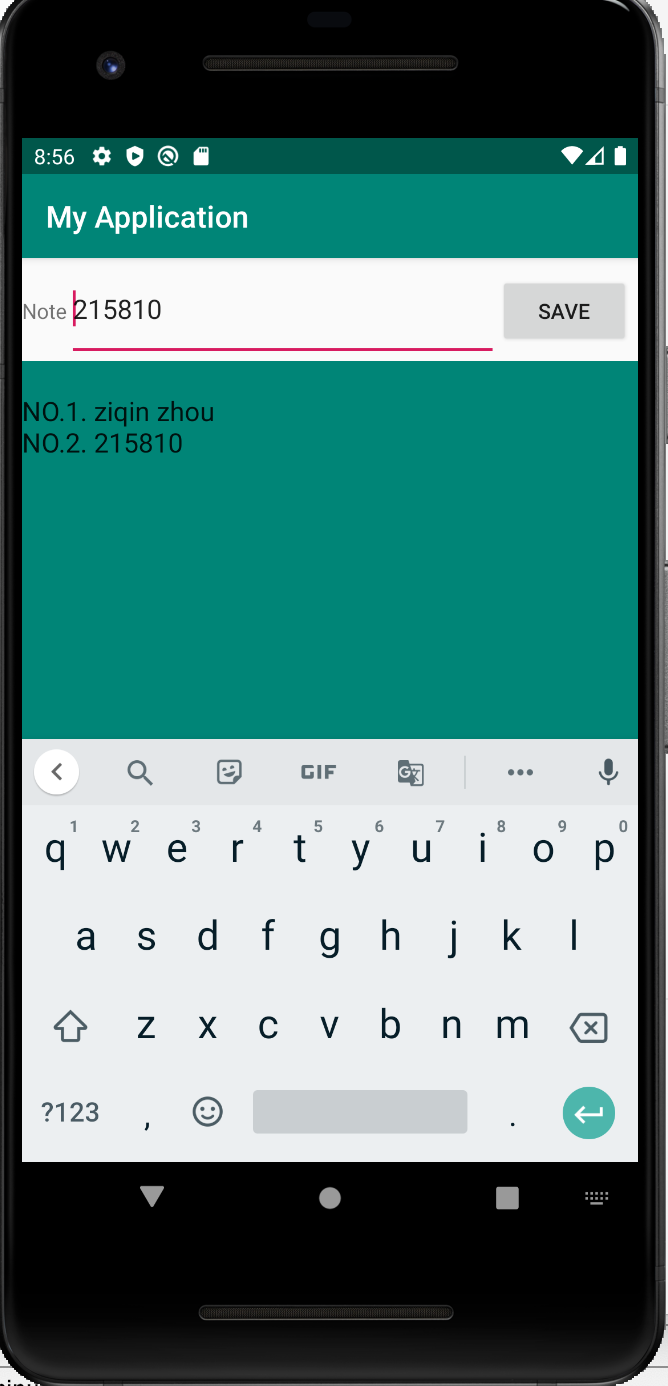 8:56
My Application
Note 215810 SAVE
NO.1. ziqin zhou
NO.2. 215810
GIF G
1 2 3 4 5 6 7 8 9 0
q w e r t y u i o p
a s d f g h j k l
z x c v b n m
?123 , .